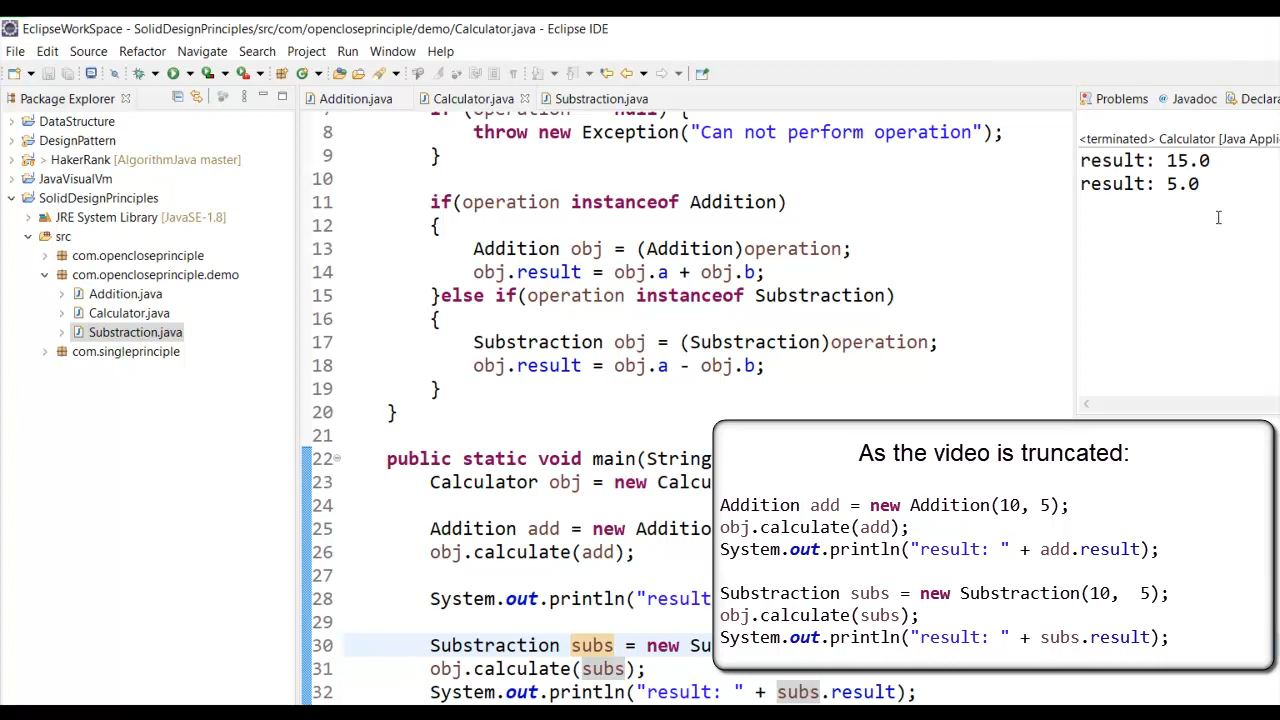 EclipseWorkSpace - SolidDesignPrinciples/src/com/opencloseprinciple/demo/Calculator.java - Eclipse IDE
File Edit Source Refactor Navigate Search Project Run Window Help
Package Explorer
DataStructure
DesignPattern
> HakerRank [AlgorithmJava master]
JavaVisualVm
SolidDesignPrinciples
JRE System Library [JavaSE-1.8]
src
com.opencloseprinciple
com.opencloseprinciple.demo
Addition.java
Calculator.java
Substraction.java
com.singleprinciple
Addition.java Calculator.java Substraction.java
8 throw new Exception("Can not perform operation");
9 }
10
11 if(operation instanceof Addition)
12 {
13 Addition obj = (Addition)operation;
14 obj.result = obj.a + obj.b;
15 }else if(operation instanceof Substraction)
16 {
17 Substraction obj = (Substraction)operation;
18 obj.result = obj.a - obj.b;
19 }
20 }
21
22 public static void main(String
23 Calculator obj = new Calcu
24
25 Addition add = new Additio
26 obj.calculate(add);
27
28 System.out.println("result
29
30 Substraction subs = new Su
31 obj.calculate(subs);
32 System.out.println("result: " + subs.result);
Problems Javadoc Declara
<terminated> Calculator [Java Applic
result: 15.0
result: 5.0
As the video is truncated:
Addition add = new Addition(10, 5);
obj.calculate(add);
System.out.println("result: " + add.result);
Substraction subs = new Substraction(10, 5);
obj.calculate(subs);
System.out.println("result: " + subs.result);